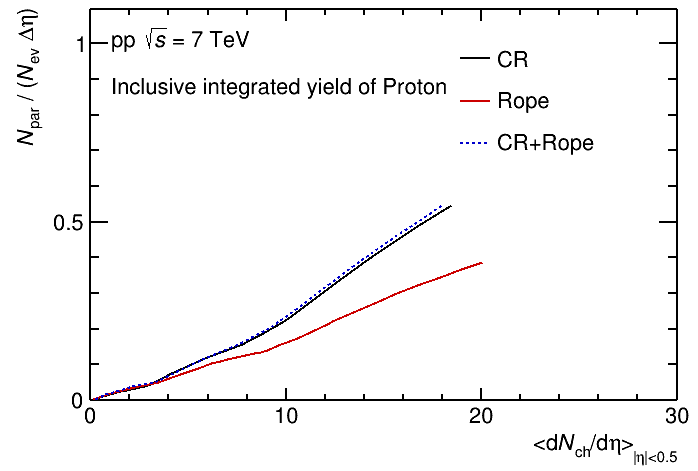 N_par / (N_ev Δη)
1
0.5
0
pp √s = 7 TeV
Inclusive integrated yield of Proton
CR
Rope
CR+Rope
0 10 20 30
<dN_ch/dη>_|η|<0.5